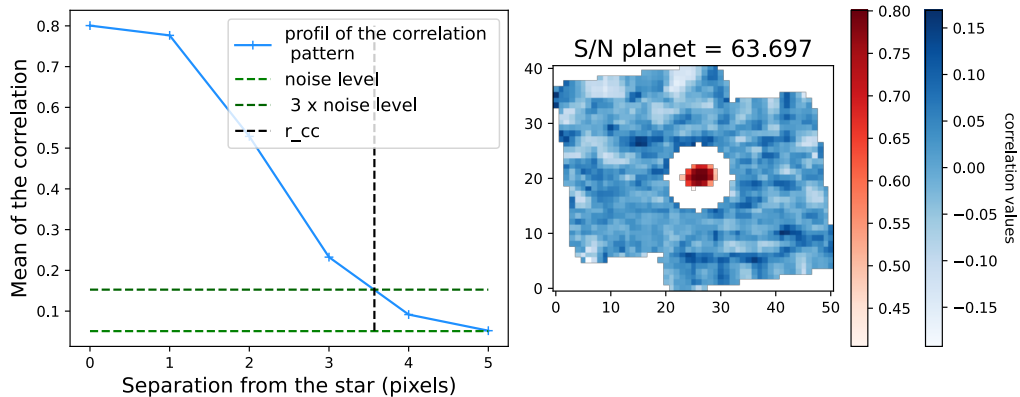 profil of the correlation
pattern
noise level
3 x noise level
r_cc
Mean of the correlation
0.8
0.7
0.6
0.5
0.4
0.3
0.2
0.1
0 1 2 3 4 5
Separation from the star (pixels)
S/N planet = 63.697
40
30
20
10
0
0 10 20 30 40 50
0.80
0.75
0.70
0.65
0.60
0.55
0.50
0.45
0.15
0.10
0.05
0.00
−0.05
−0.10
−0.15
correlation values